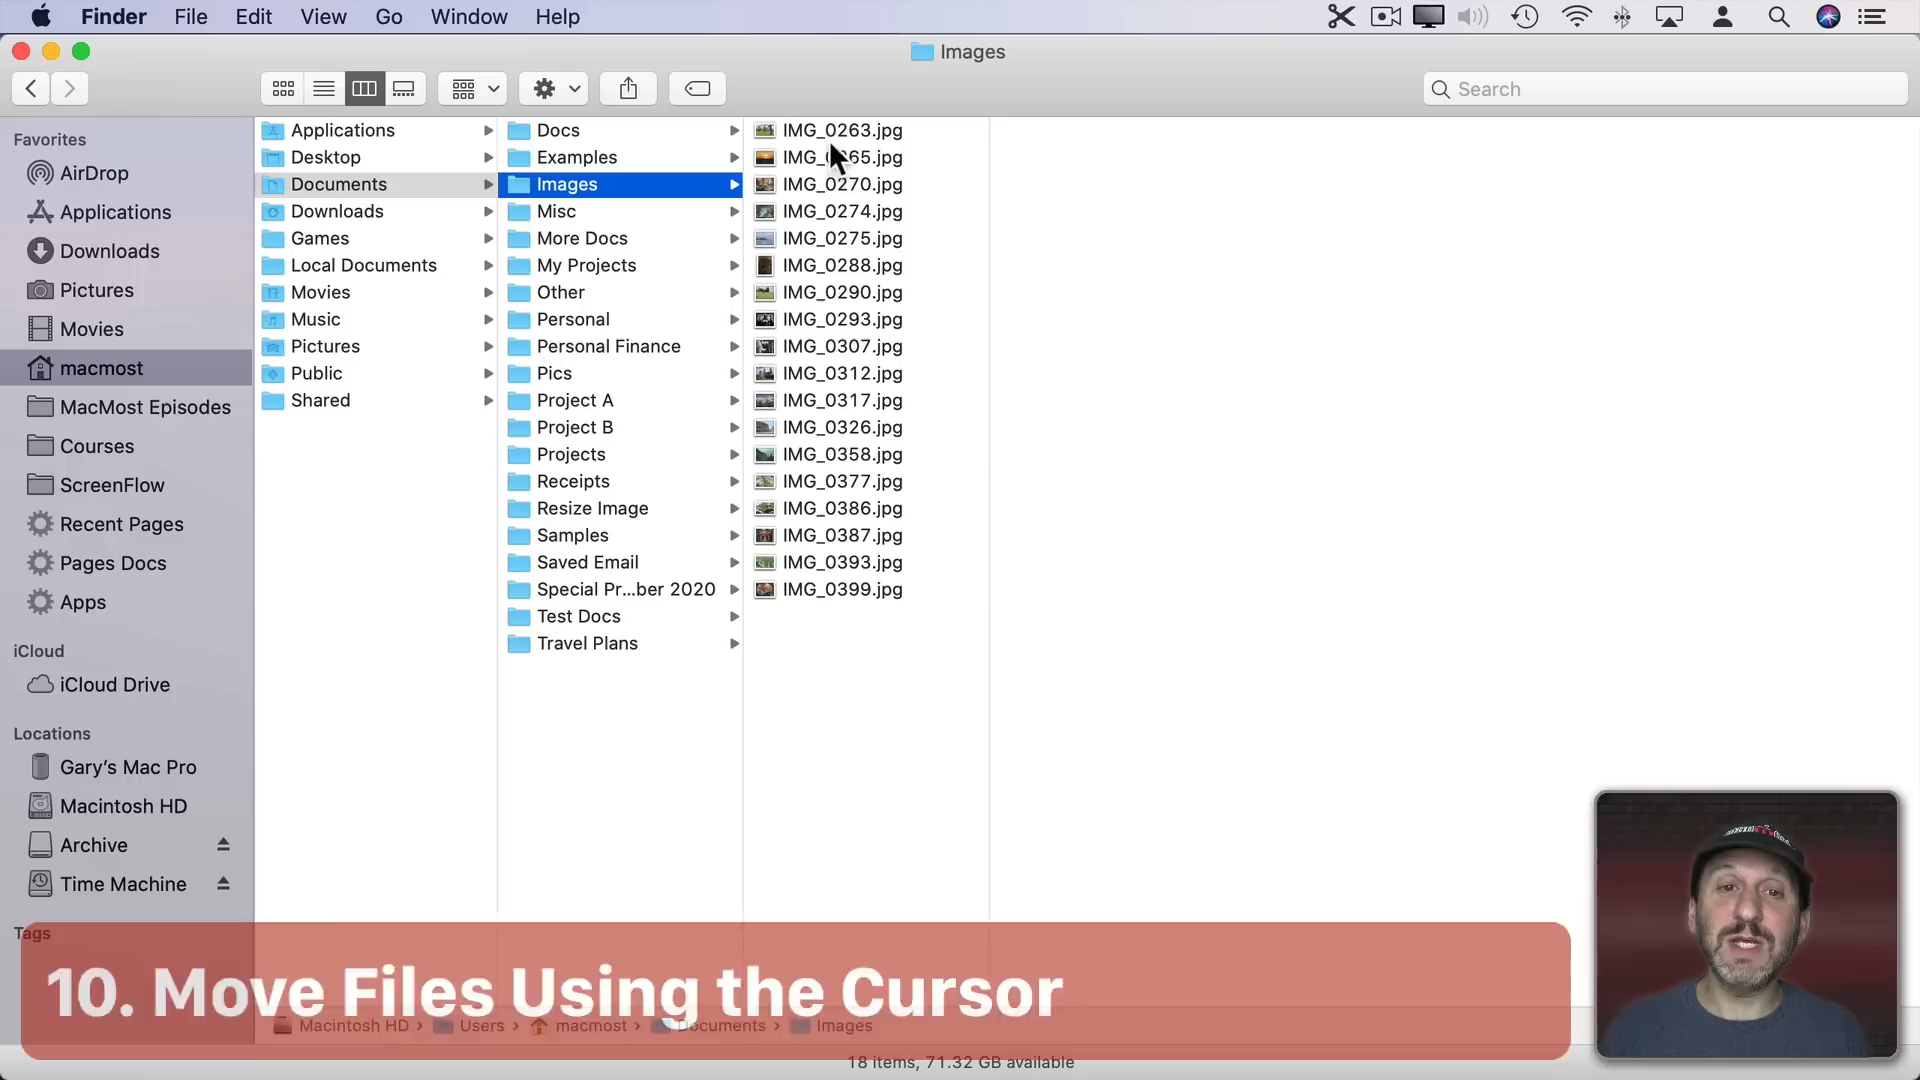 Finder File Edit View Go Window Help
Images
Search
Favorites
AirDrop
Applications
Downloads
Pictures
Movies
macmost
MacMost Episodes
Courses
ScreenFlow
Recent Pages
Pages Docs
Apps
iCloud
iCloud Drive
Locations
Gary's Mac Pro
Macintosh HD
Archive
Time Machine
Tags
Applications
Desktop
Documents
Downloads
Games
Local Documents
Movies
Music
Pictures
Public
Shared
Docs
Examples
Images
Misc
More Docs
My Projects
Other
Personal
Personal Finance
Pics
Project A
Project B
Projects
Receipts
Resize Image
Samples
Saved Email
Special Pr...ber 2020
Test Docs
Travel Plans
IMG_0263.jpg
IMG_0265.jpg
IMG_0270.jpg
IMG_0274.jpg
IMG_0275.jpg
IMG_0288.jpg
IMG_0290.jpg
IMG_0293.jpg
IMG_0307.jpg
IMG_0312.jpg
IMG_0317.jpg
IMG_0326.jpg
IMG_0358.jpg
IMG_0377.jpg
IMG_0386.jpg
IMG_0387.jpg
IMG_0393.jpg
IMG_0399.jpg
10. Move Files Using the Cursor
Macintosh HD › Users › macmost › Documents › Images
18 items, 71.32 GB available